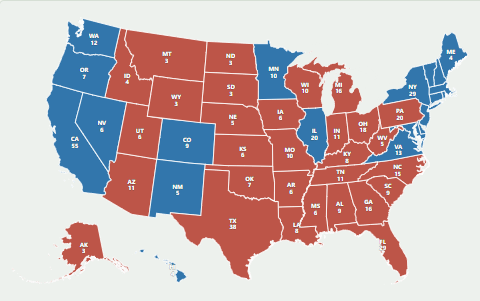 WA
12
ME
4
MT
3
ND
3
OR
7
ID
4
MN
10
SD
3
WI
10
MI
16
NY
29
WY
3
IA
6
PA
20
NE
5
NV
6
UT
6
CO
9
IL
20
IN
11
OH
18
WV
5
VA
13
CA
55
KS
6
MO
10
KY
8
NC
15
AZ
11
NM
5
OK
7
AR
6
TN
11
SC
9
TX
38
LA
8
MS
6
AL
9
GA
16
AK
3
FL
29